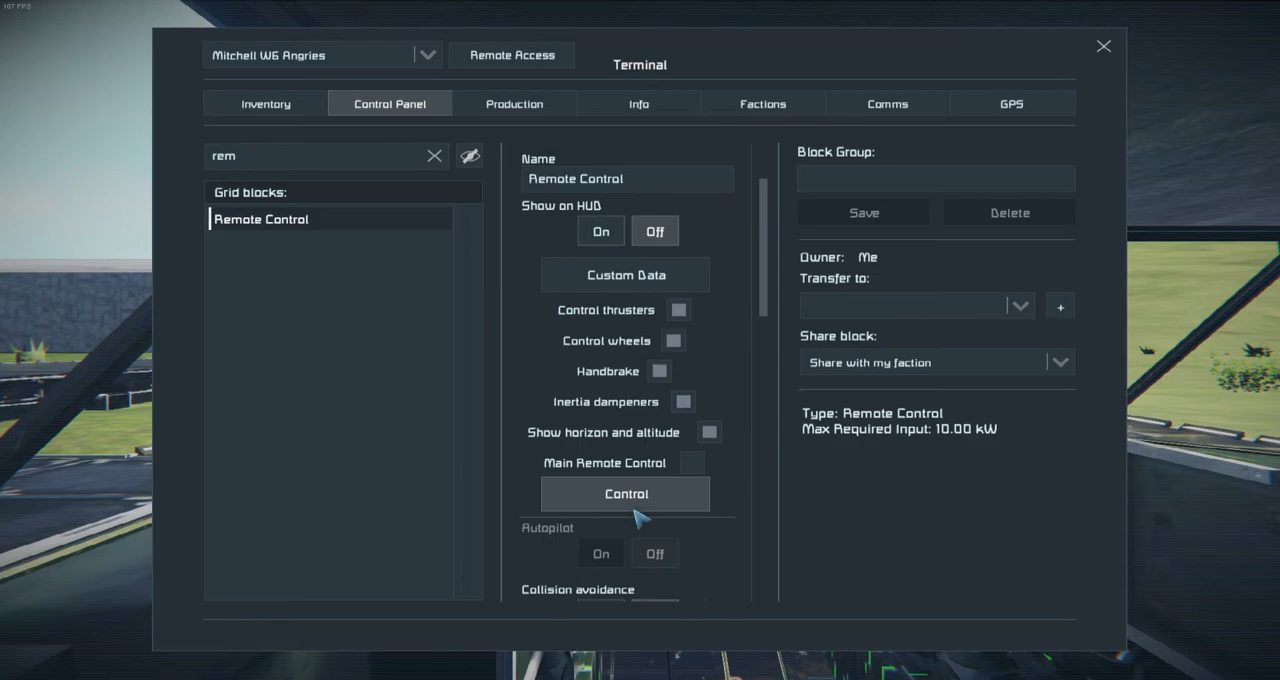 107 FPS
Mitchell W6 Angries
Remote Access
Terminal
Inventory
Control Panel
Production
Info
Factions
Comms
GPS
rem
Grid blocks:
Remote Control
Name
Remote Control
Show on HUD
On
Off
Custom Data
Control thrusters
Control wheels
Handbrake
Inertia dampeners
Show horizon and altitude
Main Remote Control
Control
Autopilot
On
Off
Collision avoidance
Block Group:
Save
Delete
Owner: Me
Transfer to:
+
Share block:
Share with my faction
Type: Remote Control
Max Required Input: 10.00 kW